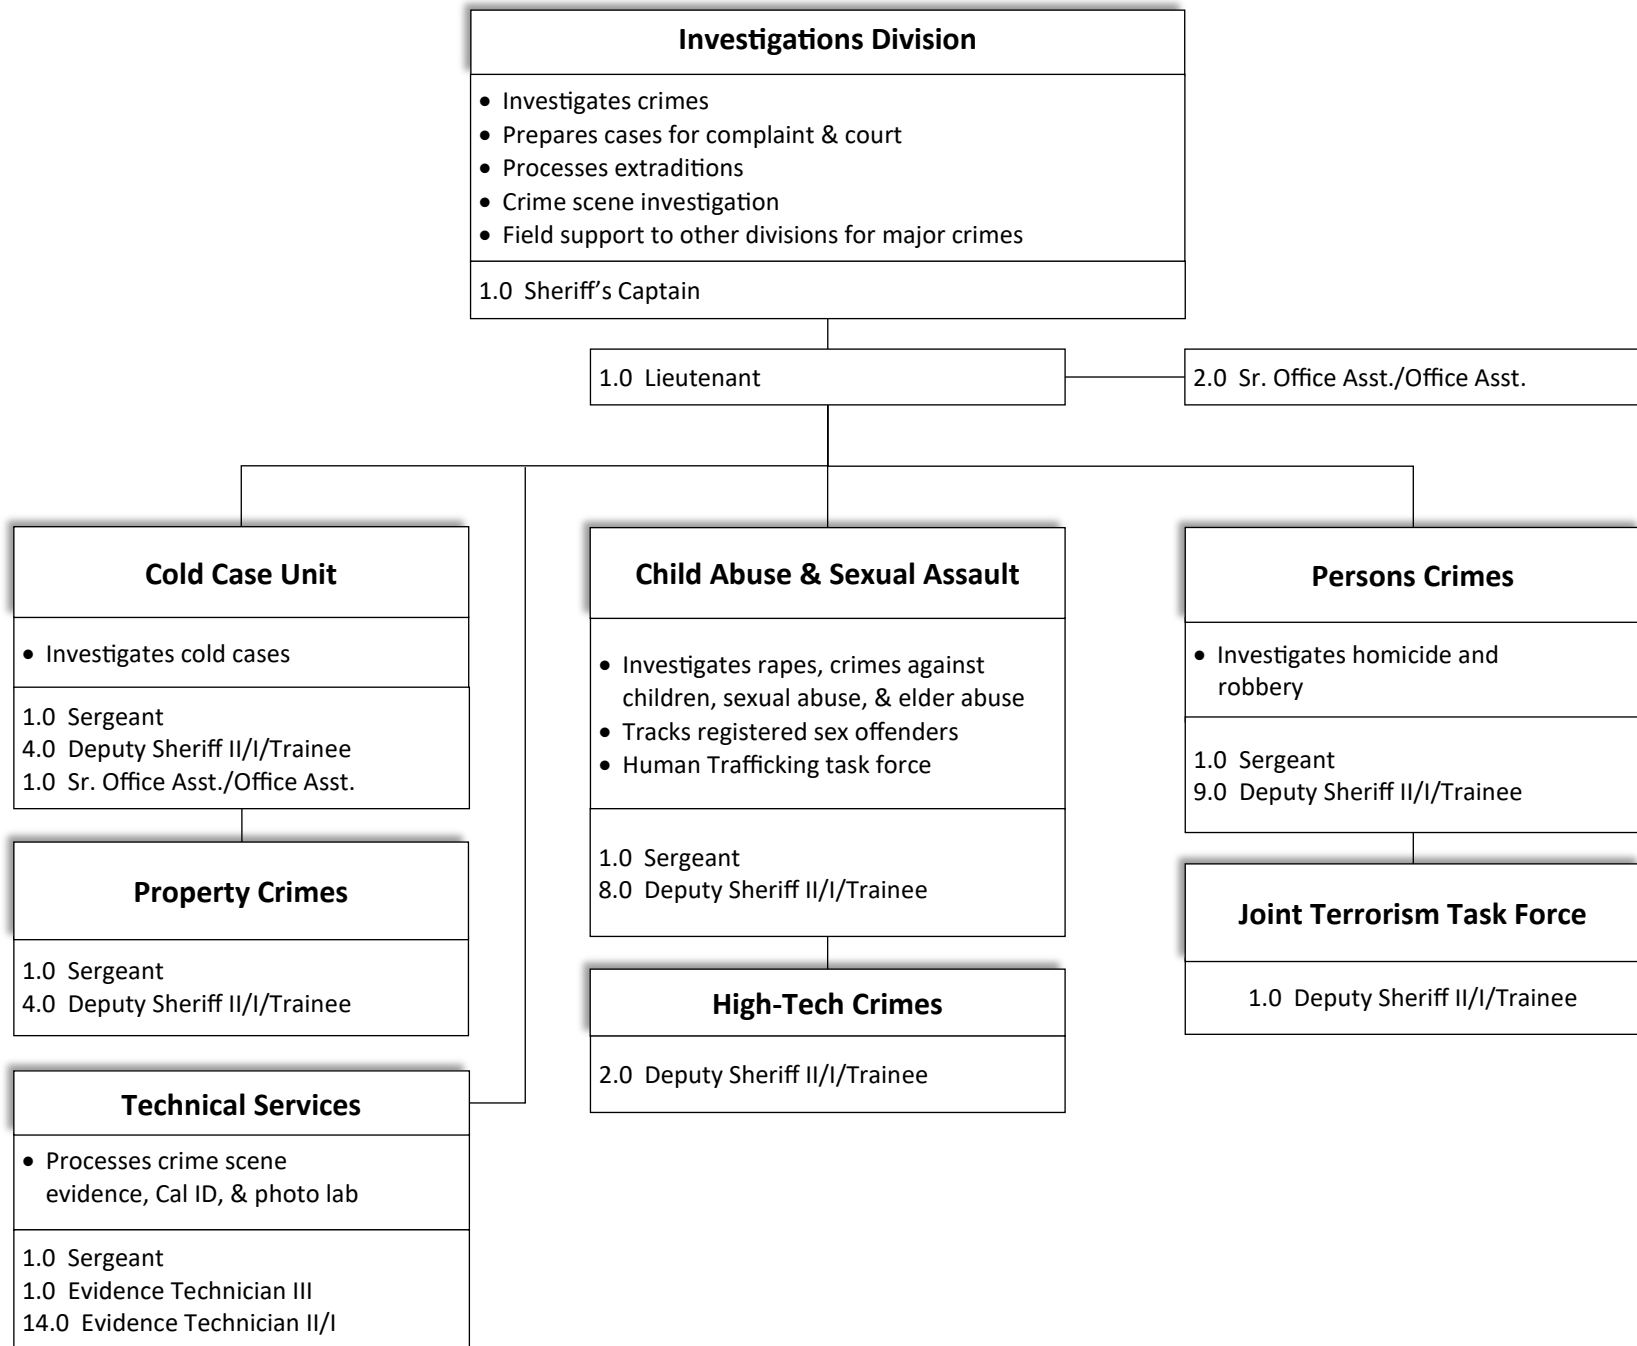 Investigations Division
• Investigates crimes
• Prepares cases for complaint & court
• Processes extraditions
• Crime scene investigation
• Field support to other divisions for major crimes
1.0 Sheriff’s Captain
1.0 Lieutenant
2.0 Sr. Office Asst./Office Asst.
Cold Case Unit
• Investigates cold cases
1.0 Sergeant
4.0 Deputy Sheriff II/I/Trainee
1.0 Sr. Office Asst./Office Asst.
Property Crimes
1.0 Sergeant
4.0 Deputy Sheriff II/I/Trainee
Technical Services
• Processes crime scene
evidence, Cal ID, & photo lab
1.0 Sergeant
1.0 Evidence Technician III
14.0 Evidence Technician II/I
Child Abuse & Sexual Assault
• Investigates rapes, crimes against
children, sexual abuse, & elder abuse
• Tracks registered sex offenders
• Human Trafficking task force
1.0 Sergeant
8.0 Deputy Sheriff II/I/Trainee
High-Tech Crimes
2.0 Deputy Sheriff II/I/Trainee
Persons Crimes
• Investigates homicide and
robbery
1.0 Sergeant
9.0 Deputy Sheriff II/I/Trainee
Joint Terrorism Task Force
1.0 Deputy Sheriff II/I/Trainee